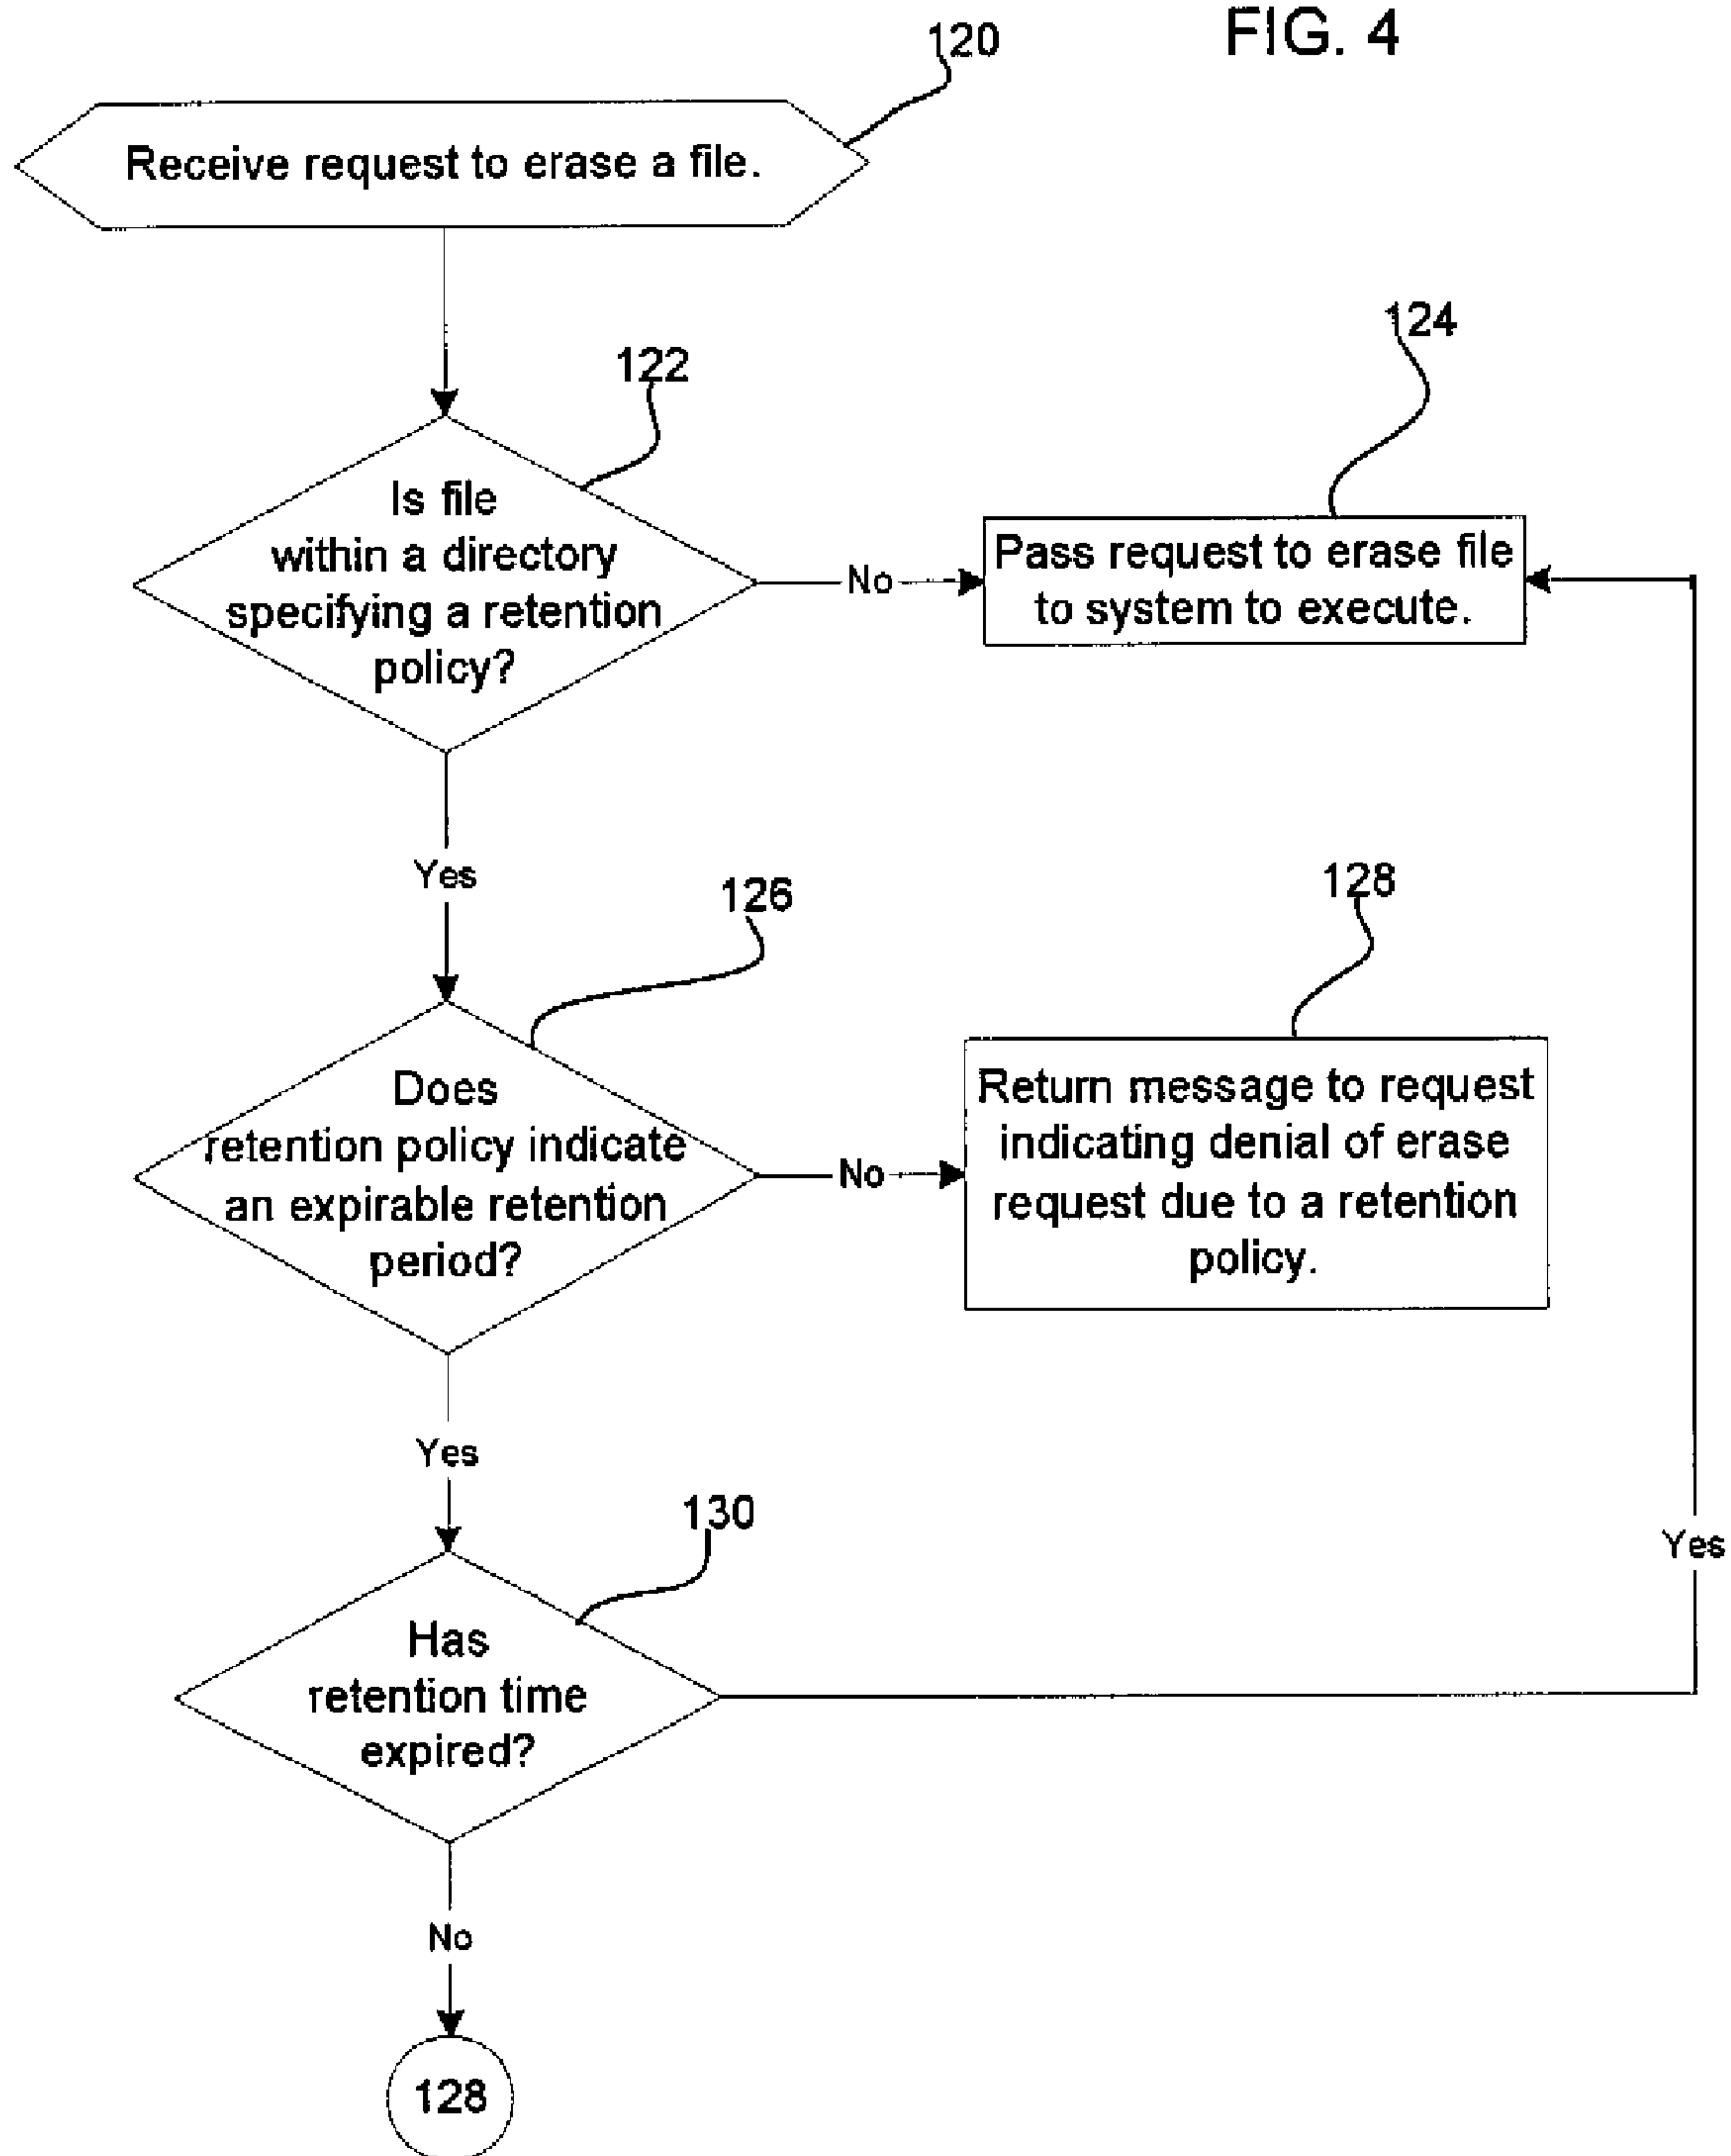 FIG. 4
120
Receive request to erase a file.
122
Is file
within a directory
specifying a retention
policy?
No
124
Pass request to erase file
to system to execute.
Yes
126
Does
retention policy indicate
an expirable retention
period?
No
128
Return message to request
indicating denial of erase
request due to a retention
policy.
Yes
130
Has
retention time
expired?
Yes
No
128